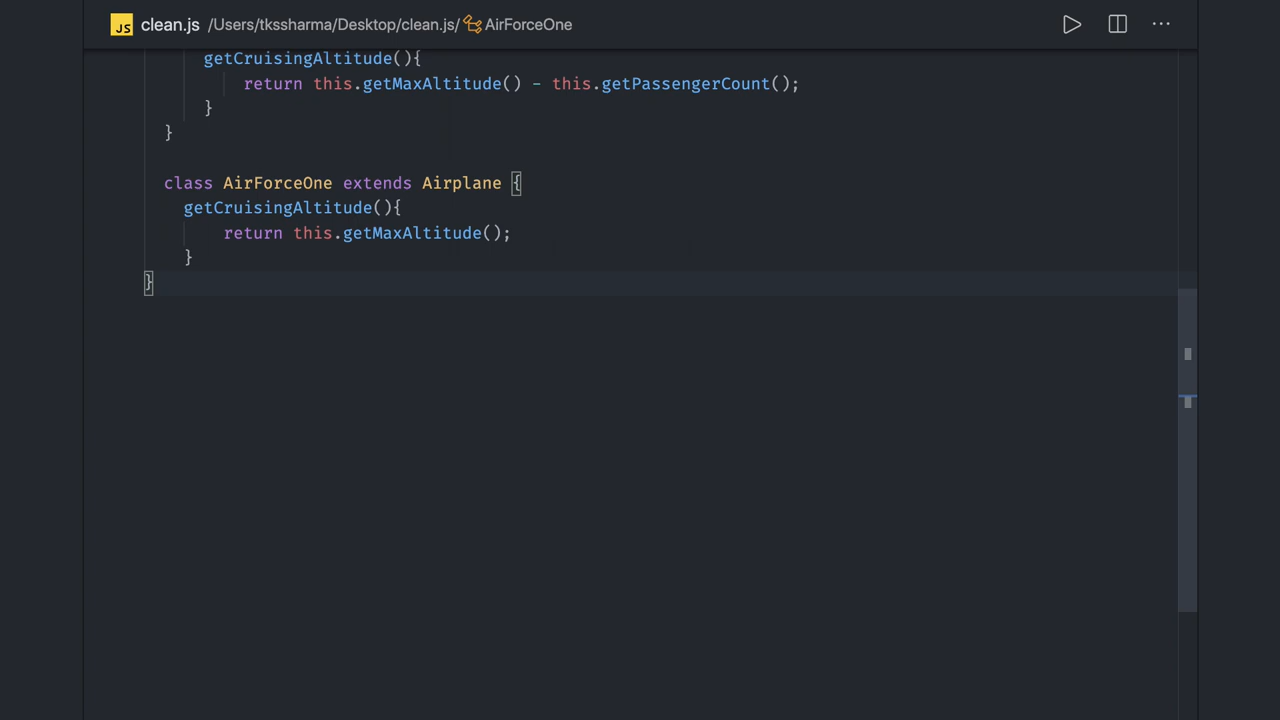 JS clean.js /Users/tkssharma/Desktop/clean.js/ AirForceOne ...
getCruisingAltitude(){
return this.getMaxAltitude() - this.getPassengerCount();
}
}
class AirForceOne extends Airplane {
getCruisingAltitude(){
return this.getMaxAltitude();
}
}